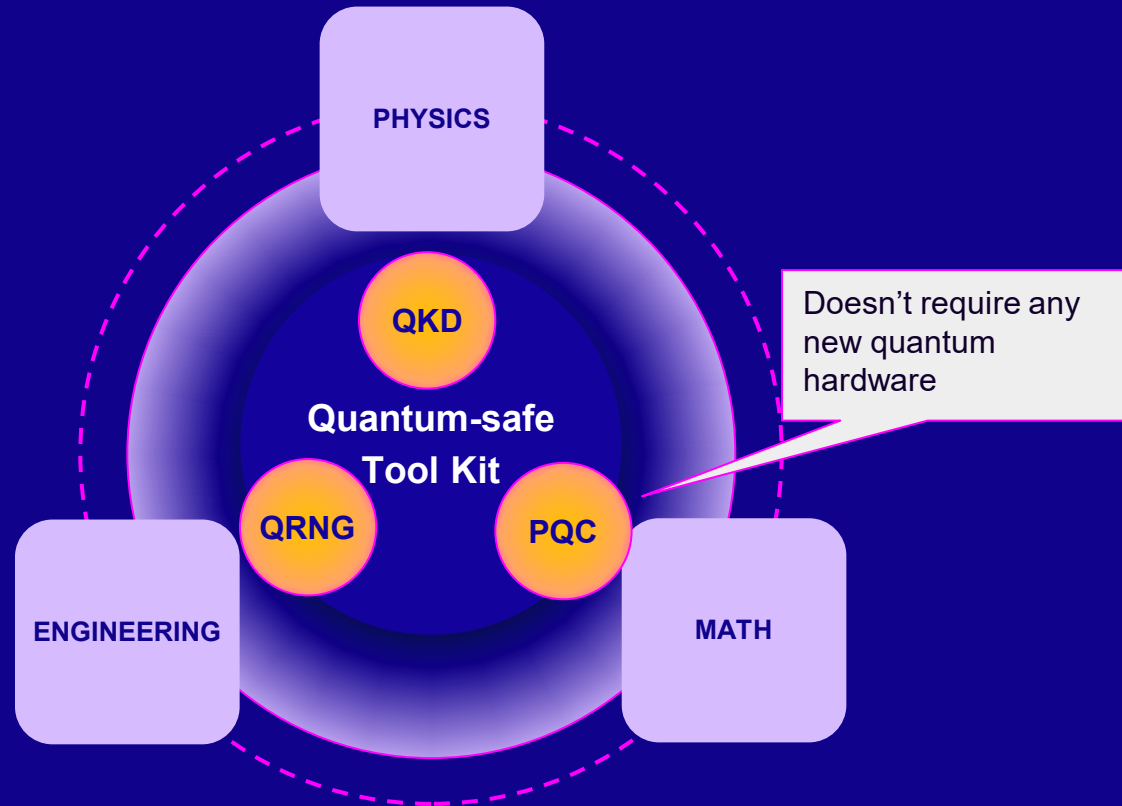 PHYSICS
QKD
Doesn’t require any
new quantum
hardware
Quantum-safe
Tool Kit
QRNG
PQC
ENGINEERING
MATH